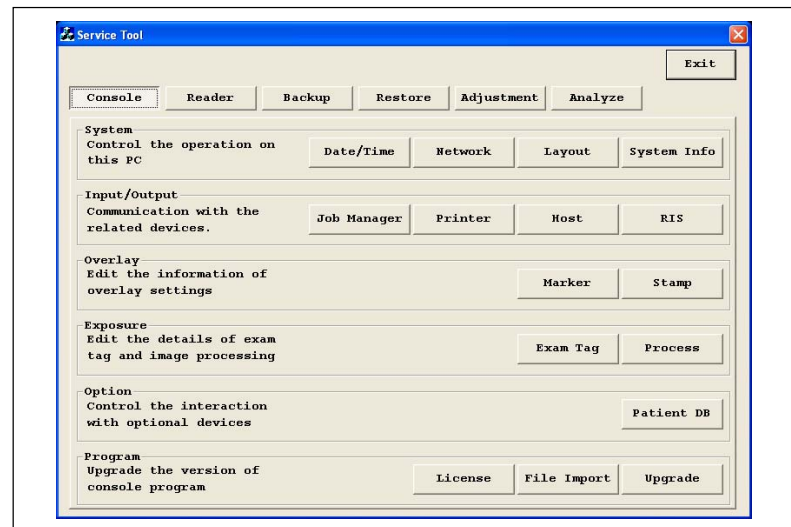 Service Tool
Exit
Console Reader Backup Restore Adjustment Analyze
System
Control the operation on
this PC
Date/Time Network Layout System Info
Input/Output
Communication with the
related devices.
Job Manager Printer Host RIS
Overlay
Edit the information of
overlay settings
Marker Stamp
Exposure
Edit the details of exam
tag and image processing
Exam Tag Process
Option
Control the interaction
with optional devices
Patient DB
Program
Upgrade the version of
console program
License File Import Upgrade